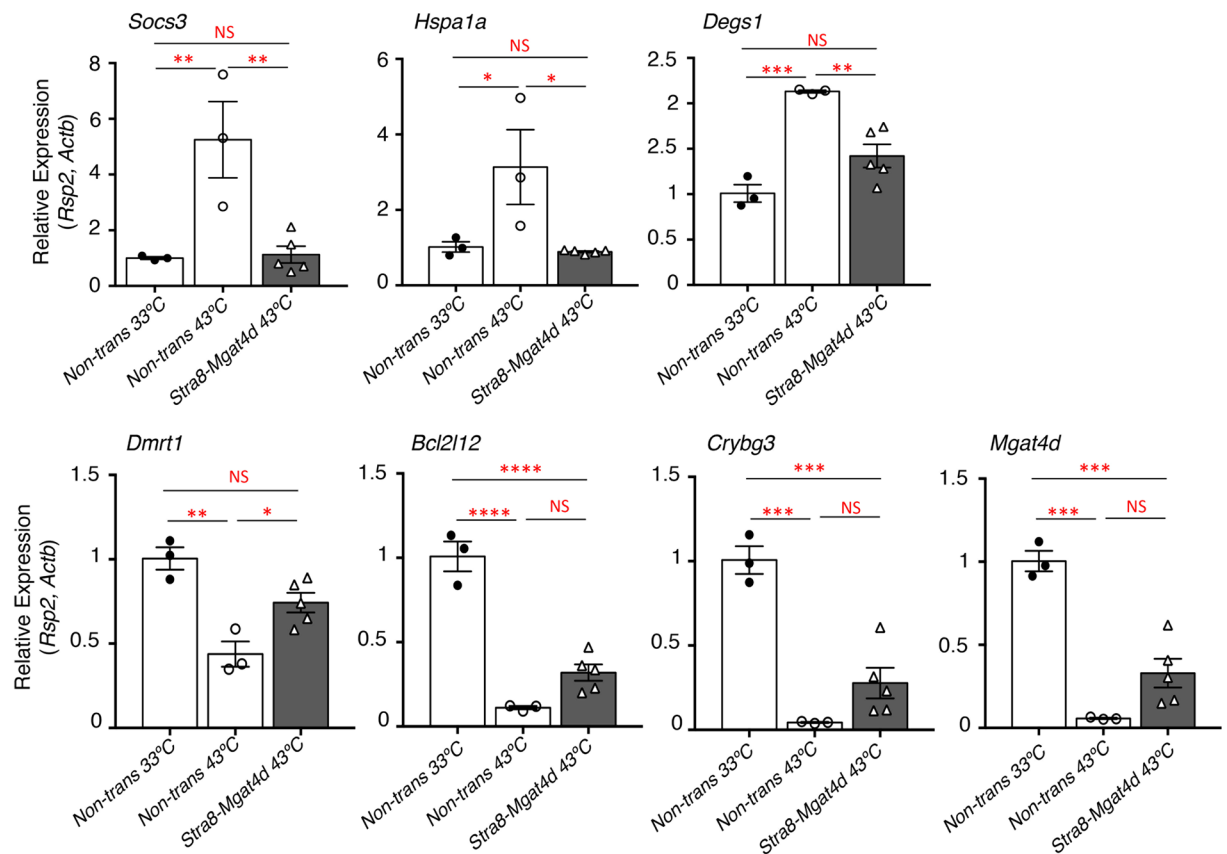 Socs3
NS
**
**
8
6
4
2
0
Relative Expression
(Rsp2, Actb)
Non-trans 33ºC
Non-trans 43ºC
Stra8-Mgat4d 43ºC
Hspa1a
NS
*
*
6
4
2
0
Non-trans 33ºC
Non-trans 43ºC
Stra8-Mgat4d 43ºC
Degs1
NS
***
**
2.5
2
2.5
1
0.5
0
Non-trans 33ºC
Non-trans 43ºC
Stra8-Mgat4d 43ºC
Dmrt1
NS
**
*
1.5
1
0.5
0
Relative Expression
(Rsp2, Actb)
Non-trans 33ºC
Non-trans 43ºC
Stra8-Mgat4d 43ºC
Bcl2l12
****
****
NS
1.5
1
0.5
0
Non-trans 33ºC
Non-trans 43ºC
Stra8-Mgat4d 43ºC
Crybg3
***
***
NS
1.5
1
0.5
0
Non-trans 33ºC
Non-trans 43ºC
Stra8-Mgat4d 43ºC
Mgat4d
***
***
NS
1.5
1
0.5
0
Non-trans 33ºC
Non-trans 43ºC
Stra8-Mgat4d 43ºC